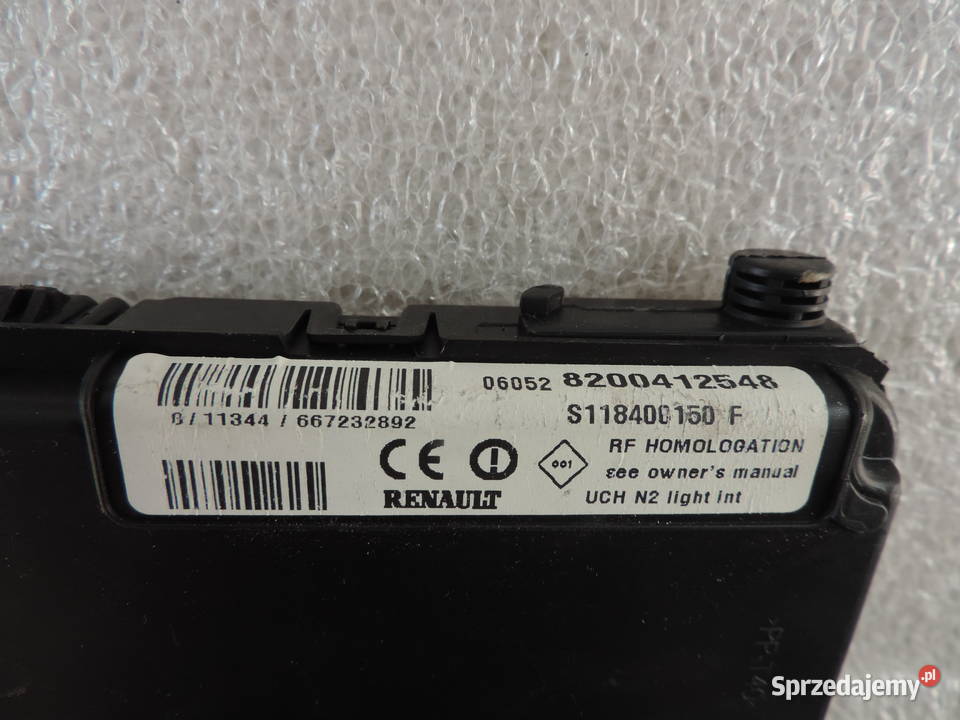 06052 8200412548
8/11344/667232892
S118400150 F
RF HOMOLOGATION
001
see owner's manual
RENAULT
UCH N2 light int
Sprzedajemy.pl